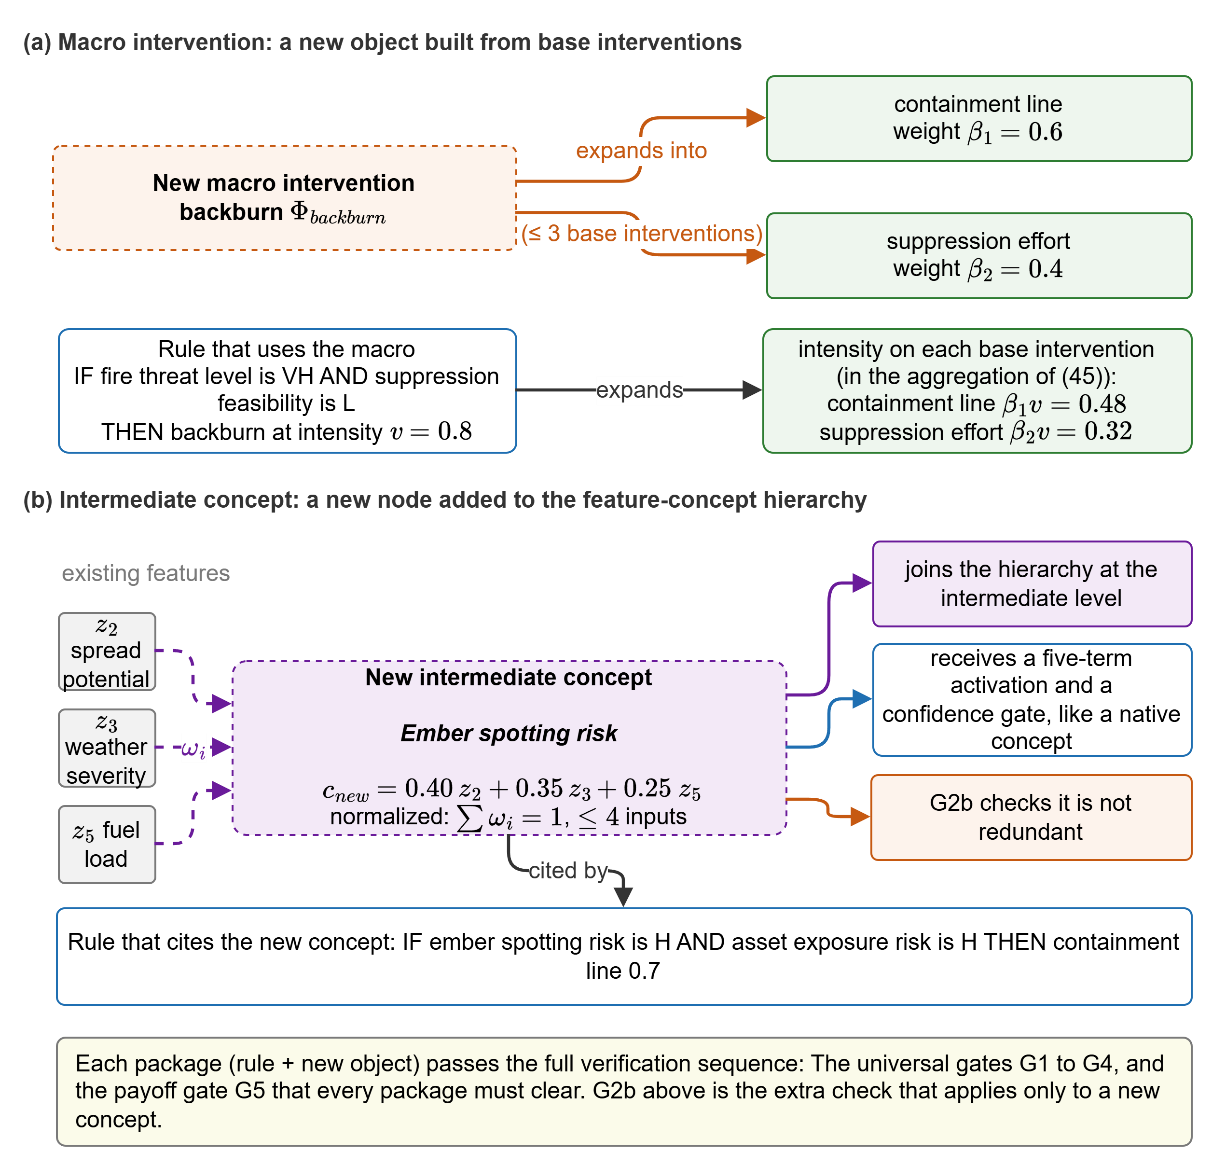 (a) Macro intervention: a new object built from base interventions
containment line
weight β₁ = 0.6
expands into
New macro intervention
backburn Φ_backburn
(≤ 3 base interventions)
suppression effort
weight β₂ = 0.4
Rule that uses the macro
IF fire threat level is VH AND suppression
feasibility is L
THEN backburn at intensity v = 0.8
expands
intensity on each base intervention
(in the aggregation of (45)):
containment line β₁v = 0.48
suppression effort β₂v = 0.32
(b) Intermediate concept: a new node added to the feature-concept hierarchy
existing features
z₂
spread
potential
z₃
weather
severity
z₅ fuel
load
ω_i
New intermediate concept
Ember spotting risk
c_new = 0.40 z₂ + 0.35 z₃ + 0.25 z₅
normalized: ∑ ω_i = 1, ≤ 4 inputs
joins the hierarchy at the
intermediate level
receives a five-term
activation and a
confidence gate, like a native
concept
G2b checks it is not
redundant
cited by
Rule that cites the new concept: IF ember spotting risk is H AND asset exposure risk is H THEN containment
line 0.7
Each package (rule + new object) passes the full verification sequence: The universal gates G1 to G4, and
the payoff gate G5 that every package must clear. G2b above is the extra check that applies only to a new
concept.